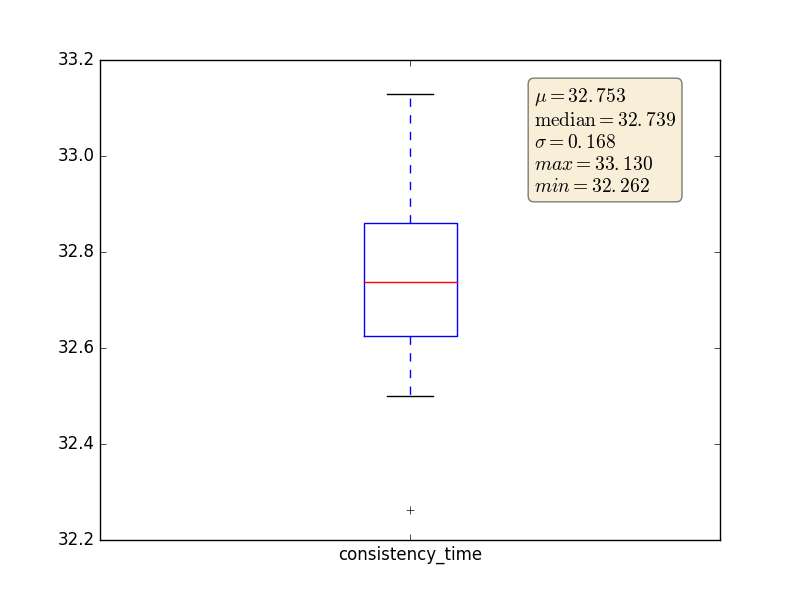 33.2
33.0
32.8
32.6
32.4
32.2
μ = 32.753
median = 32.739
σ = 0.168
max = 33.130
min = 32.262
consistency_time